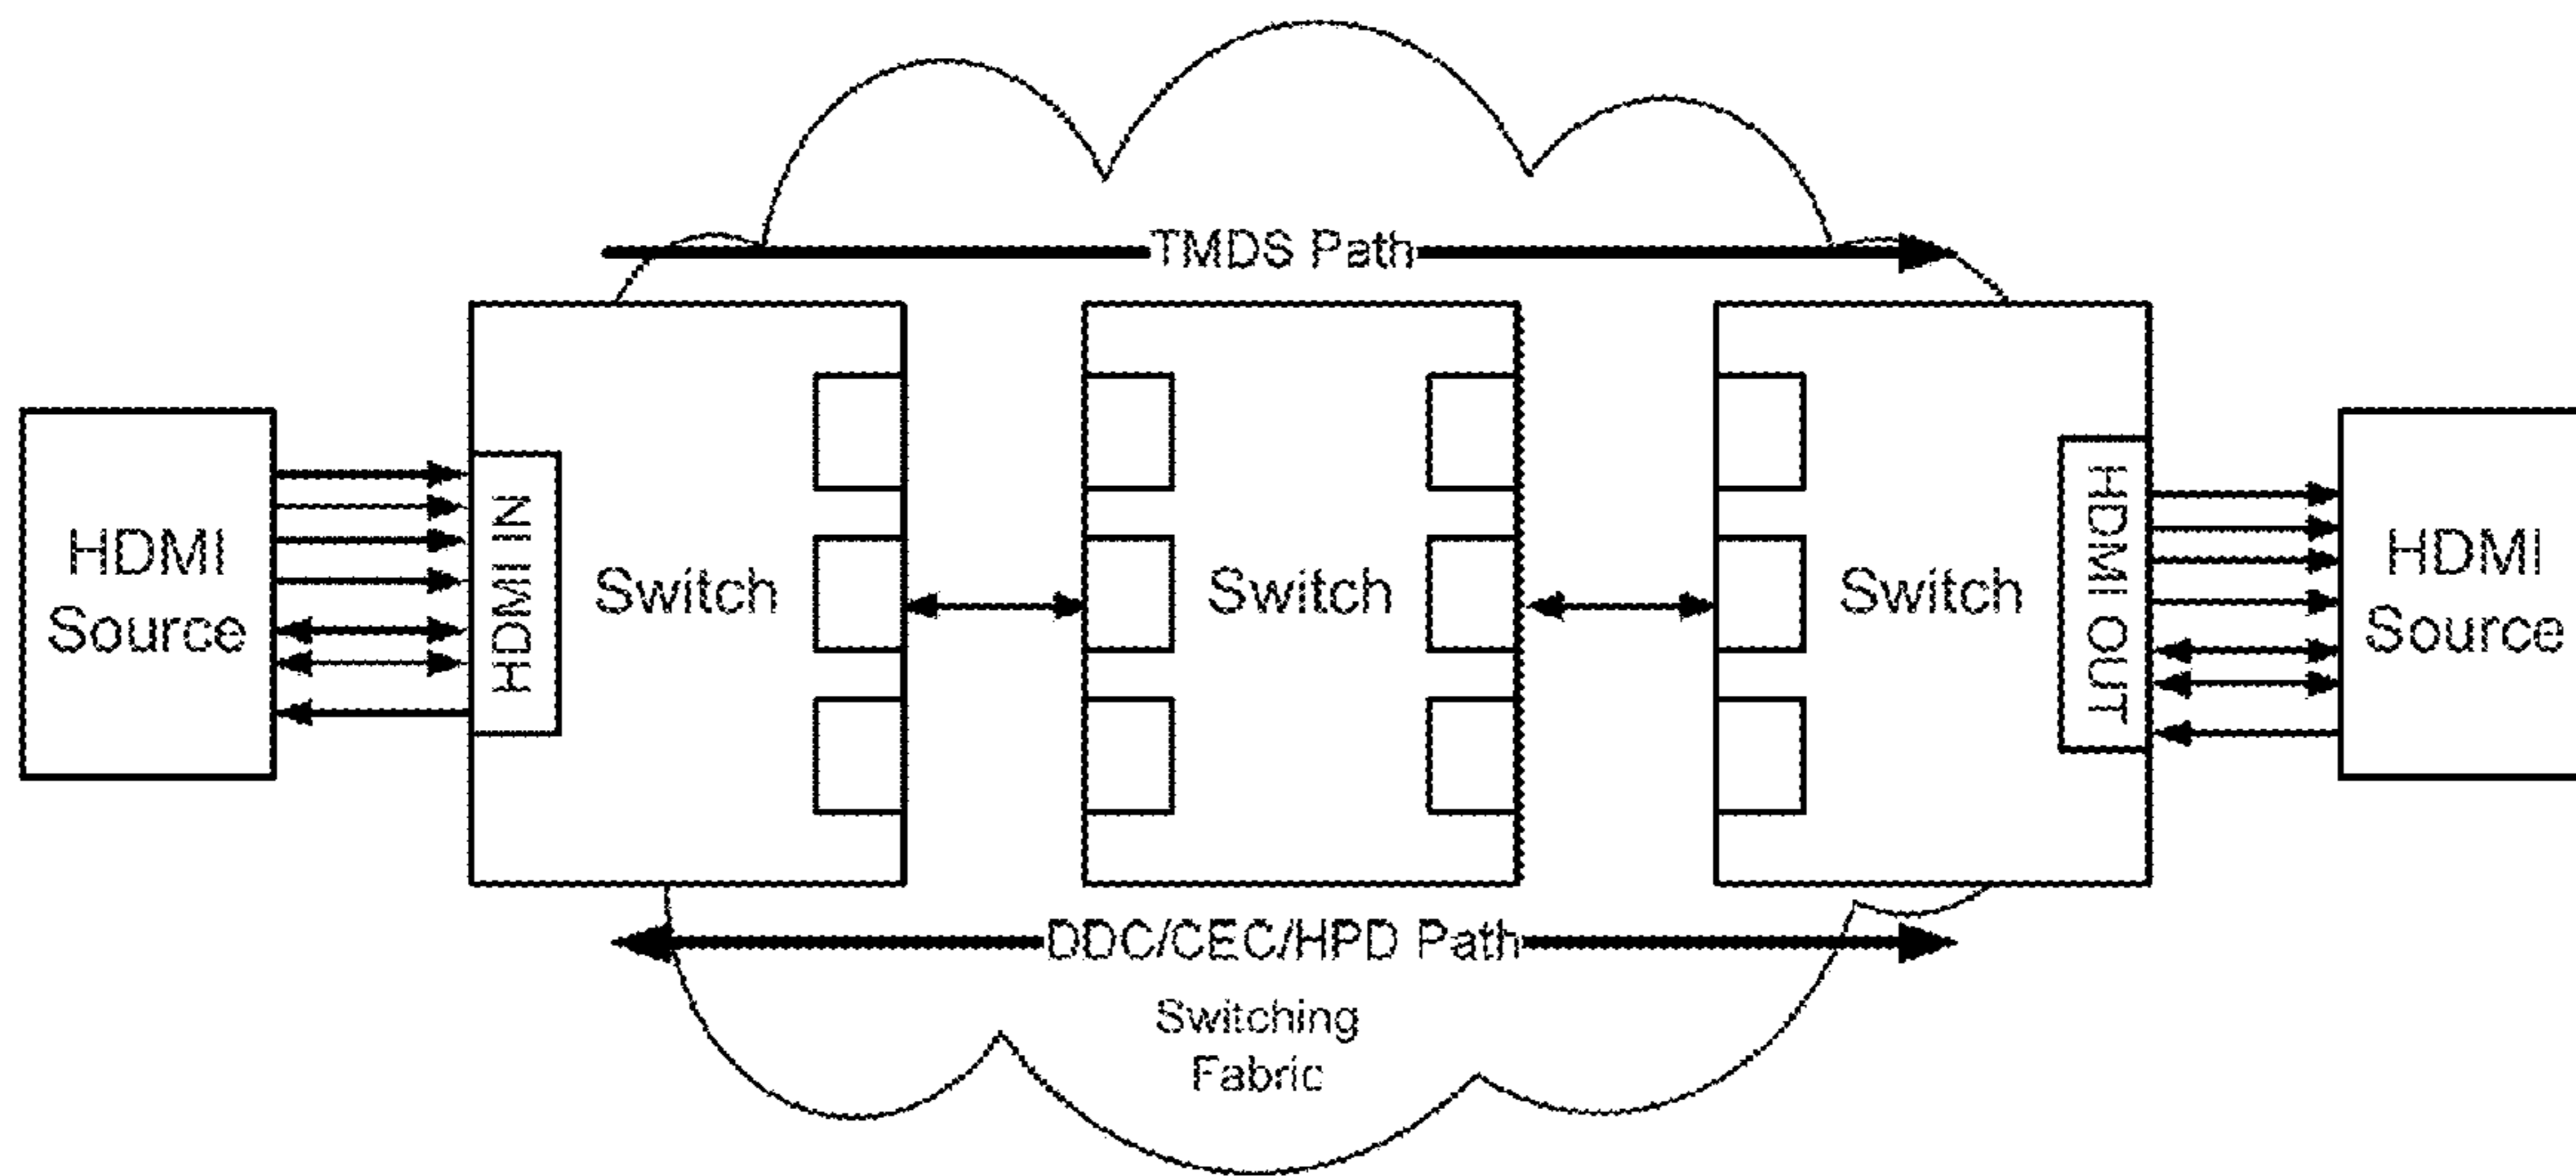 TMDS Path
HDMI
Source
HDMI IN
Switch
Switch
Switch
HDMI OUT
HDMI
Source
DDC/CEC/HPD Path
Switching
Fabric